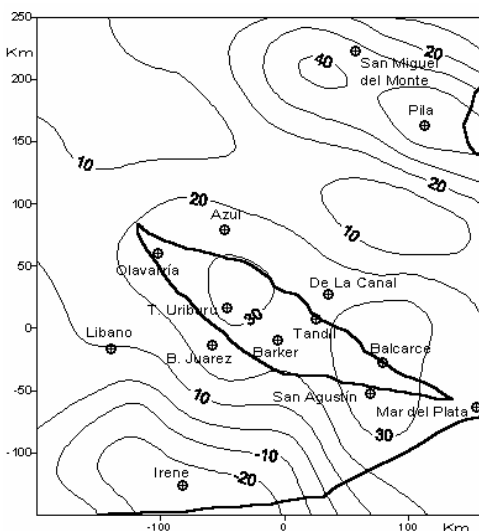 250
Km
200
150
100
50
0
-50
-100
-100
0
100
Km
20
40
San Miguel
del Monte
Pila
10
20
20
Azul
10
Olavarría
De La Canal
T. Uriburu
30
Tandil
Libano
B. Juarez
Barker
Balcarce
San Agustín
10
Mar del Plata
30
-10
Irene
-20